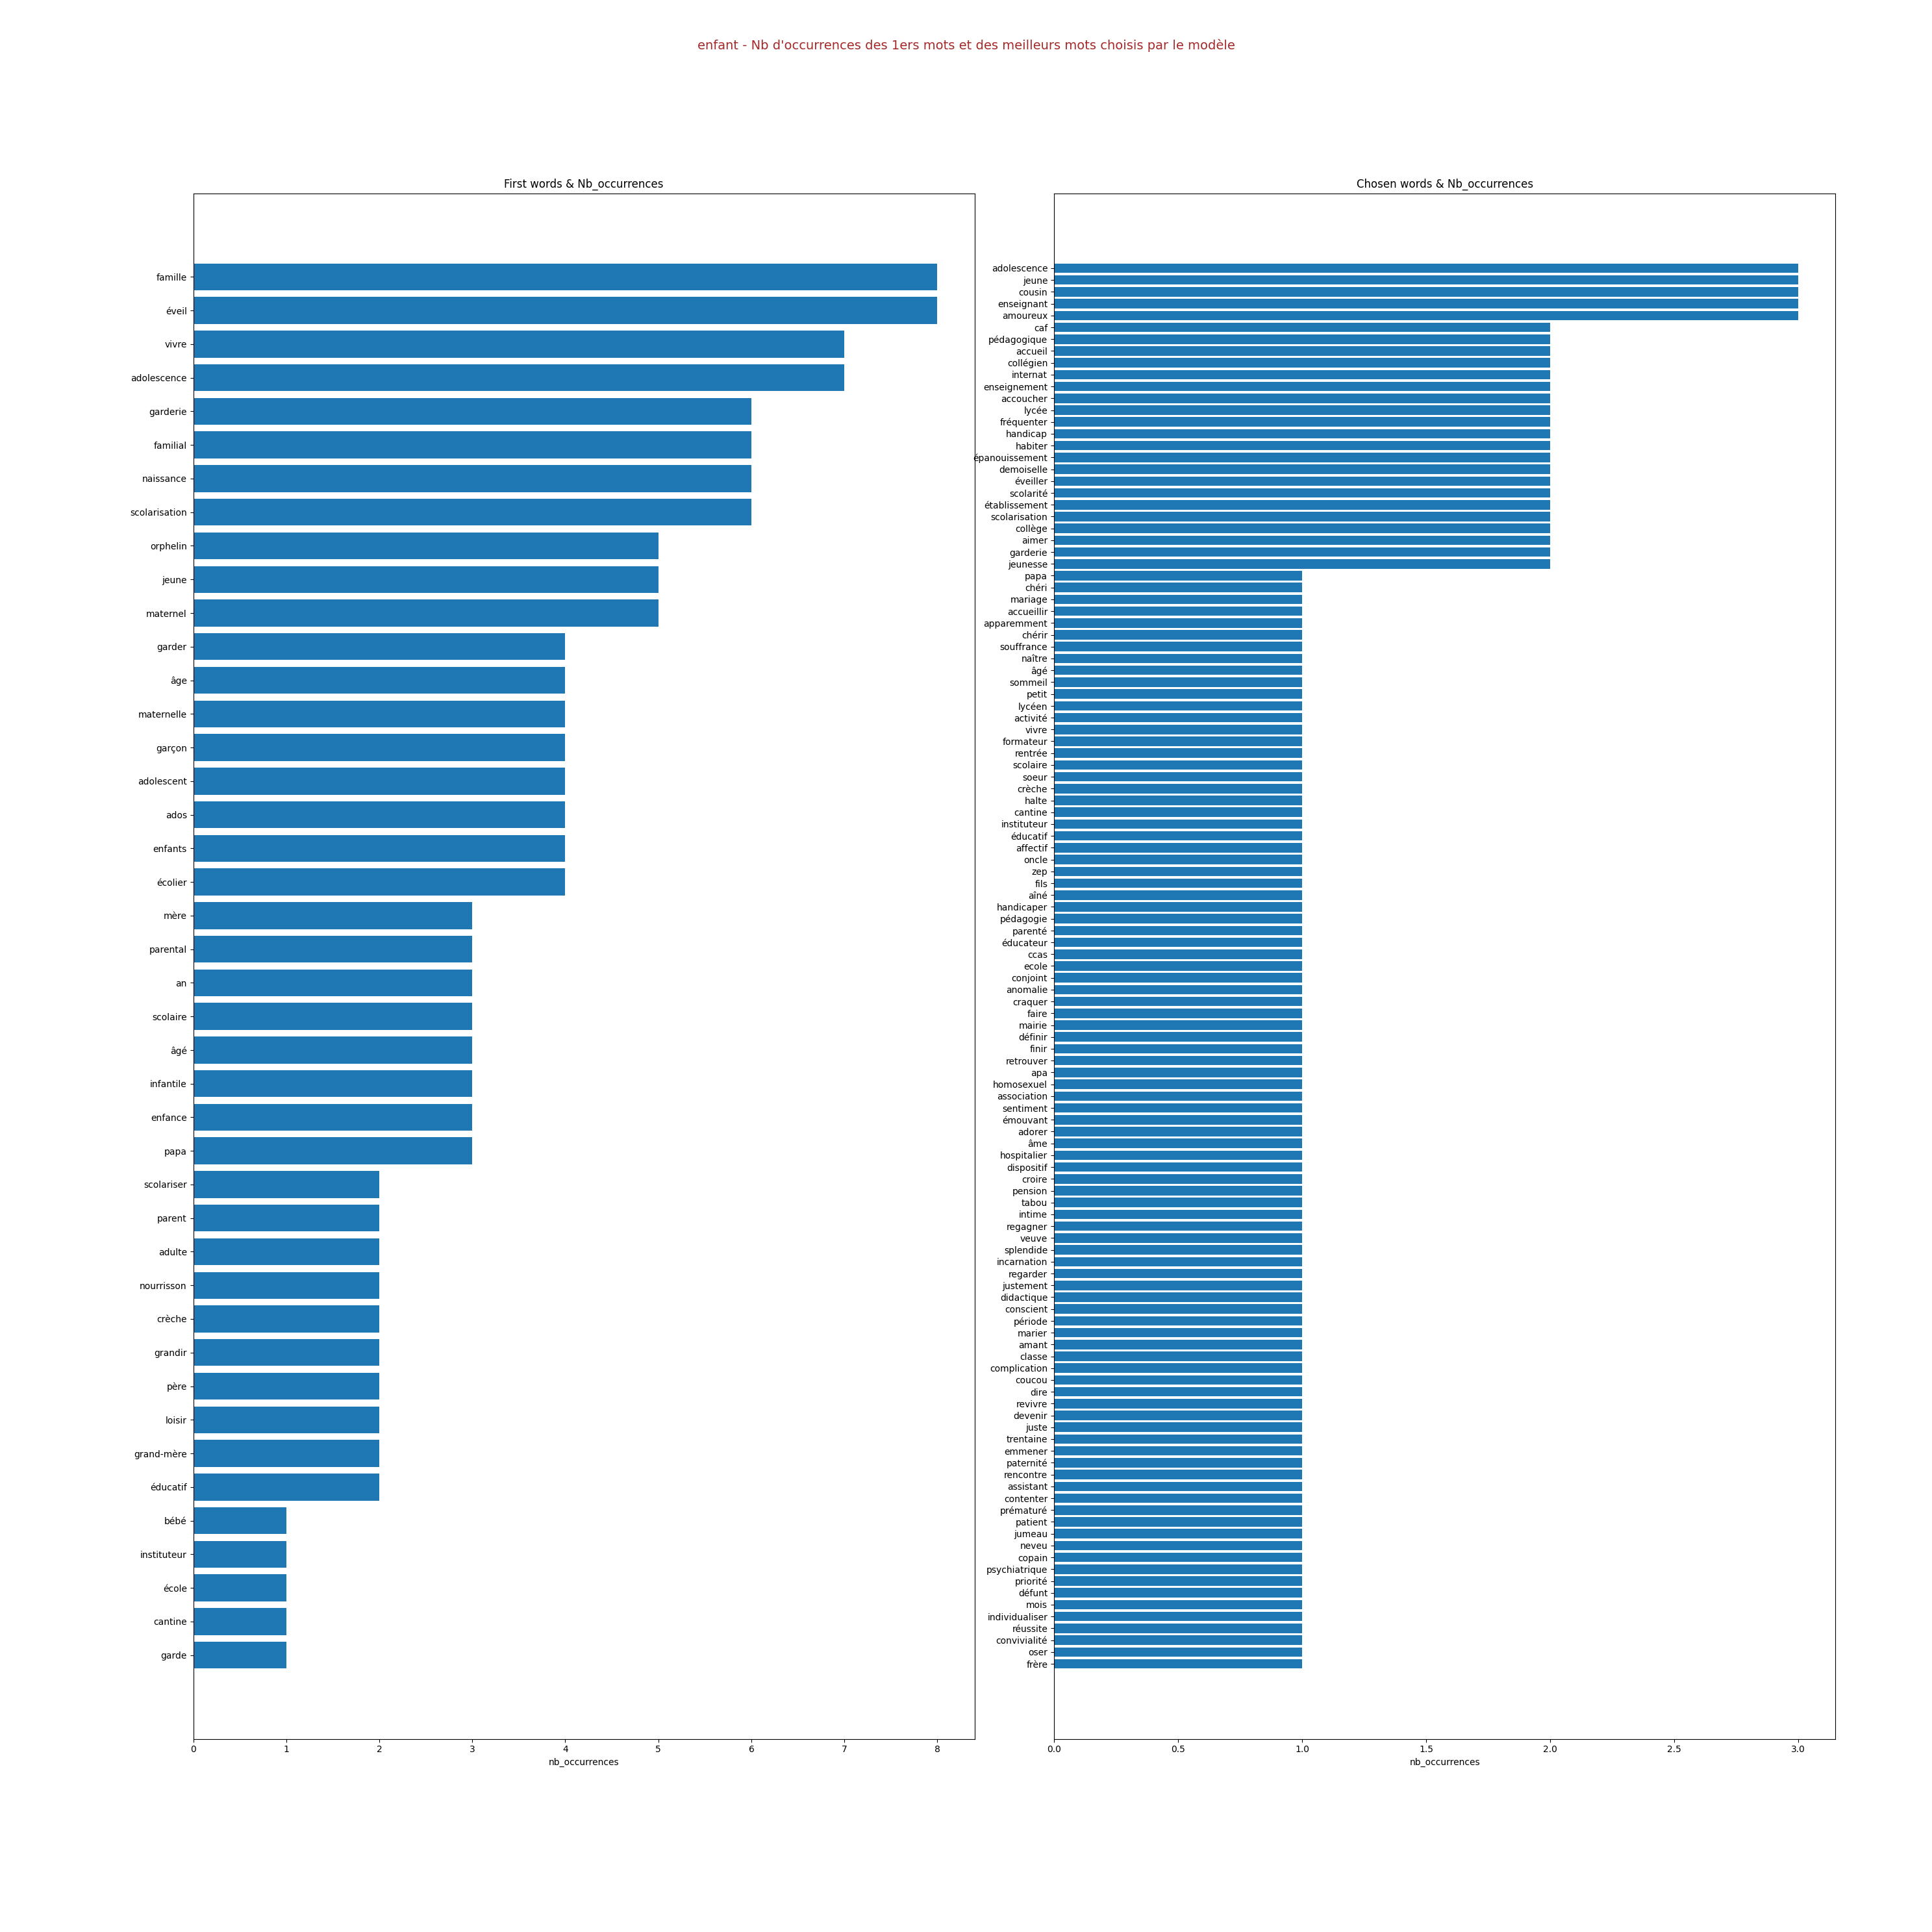 enfant - Nb d'occurrences des 1ers mots et des meilleurs mots choisis par le modèle
First words & Nb_occurrences
famille
éveil
vivre
adolescence
garderie
familial
naissance
scolarisation
orphelin
jeune
maternel
garder
âge
maternelle
garçon
adolescent
ados
enfants
écolier
mère
parental
an
scolaire
âgé
infantile
enfance
papa
scolariser
parent
adulte
nourrisson
crèche
grandir
père
loisir
grand-mère
éducatif
bébé
instituteur
école
cantine
garde
0 1 2 3 4 5 6 7 8
nb_occurrences
Chosen words & Nb_occurrences
adolescence
jeune
cousin
enseignant
amoureux
caf
pédagogique
accueil
collégien
internat
enseignement
accoucher
lycée
fréquenter
handicap
habiter
épanouissement
demoiselle
éveiller
scolarité
établissement
scolarisation
collège
aimer
garderie
jeunesse
papa
chéri
mariage
accueillir
apparemment
chérir
souffrance
naître
âgé
sommeil
petit
lycéen
activité
vivre
formateur
rentrée
scolaire
soeur
crèche
halte
cantine
instituteur
éducatif
affectif
oncle
zep
fils
aîné
handicaper
pédagogie
parenté
éducateur
ccas
ecole
conjoint
anomalie
craquer
faire
mairie
définir
finir
retrouver
apa
homosexuel
association
sentiment
émouvant
adorer
âme
hospitalier
dispositif
croire
pension
tabou
intime
regagner
veuve
splendide
incarnation
regarder
justement
didactique
conscient
période
marier
amant
classe
complication
coucou
dire
revivre
devenir
juste
trentaine
emmener
paternité
rencontre
assistant
contenter
prématuré
patient
jumeau
neveu
copain
psychiatrique
priorité
défunt
mois
individualiser
réussite
convivialité
oser
frère
0.0 0.5 1.0 1.5 2.0 2.5 3.0
nb_occurrences